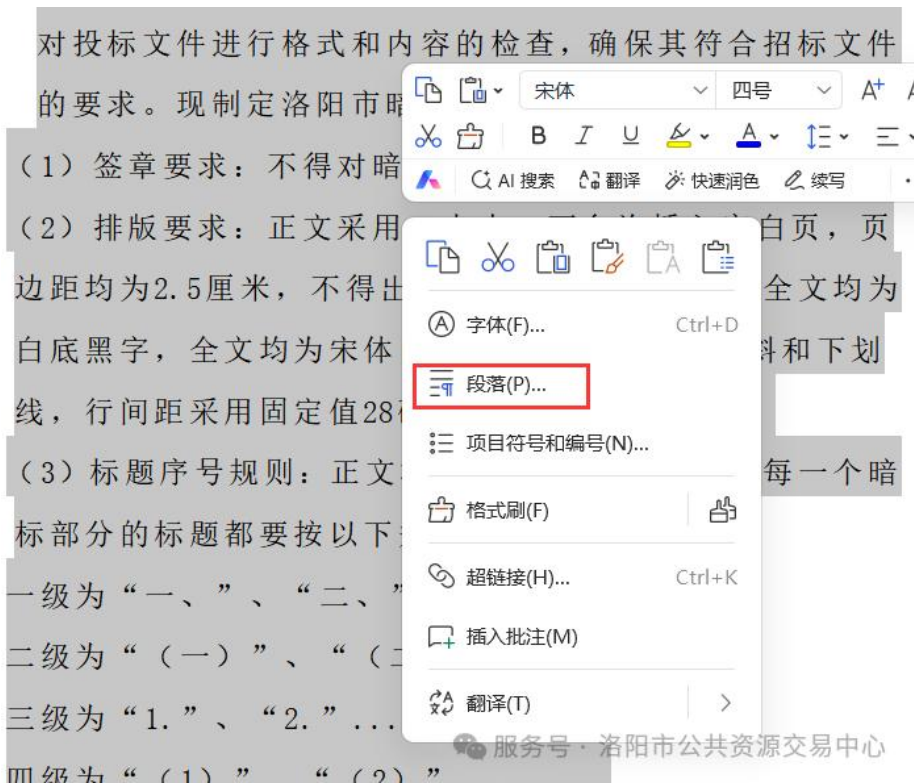 对投标文件进行格式和内容的检查，确保其符合招标文件
的要求。现制定洛阳市暗
宋体 四号 A+
（1）签章要求：不得对暗
B I U A
AI 搜索 翻译 快速润色 续写
（2）排版要求：正文采用
白页，页
边距均为2.5厘米，不得出
全文均为
字体(F)... Ctrl+D
白底黑字，全文均为宋体
和下划
段落(P)...
线，行间距采用固定值28
项目符号和编号(N)...
（3）标题序号规则：正文
每一个暗
格式刷(F)
标部分的标题都要按以下
超链接(H)... Ctrl+K
一级为“一、”、“二、”
插入批注(M)
二级为“（一）”、“（
翻译(T)
三级为“1.”、“2.”...
服务号 · 洛阳市公共资源交易中心
四级为“（1）”、“（2）”